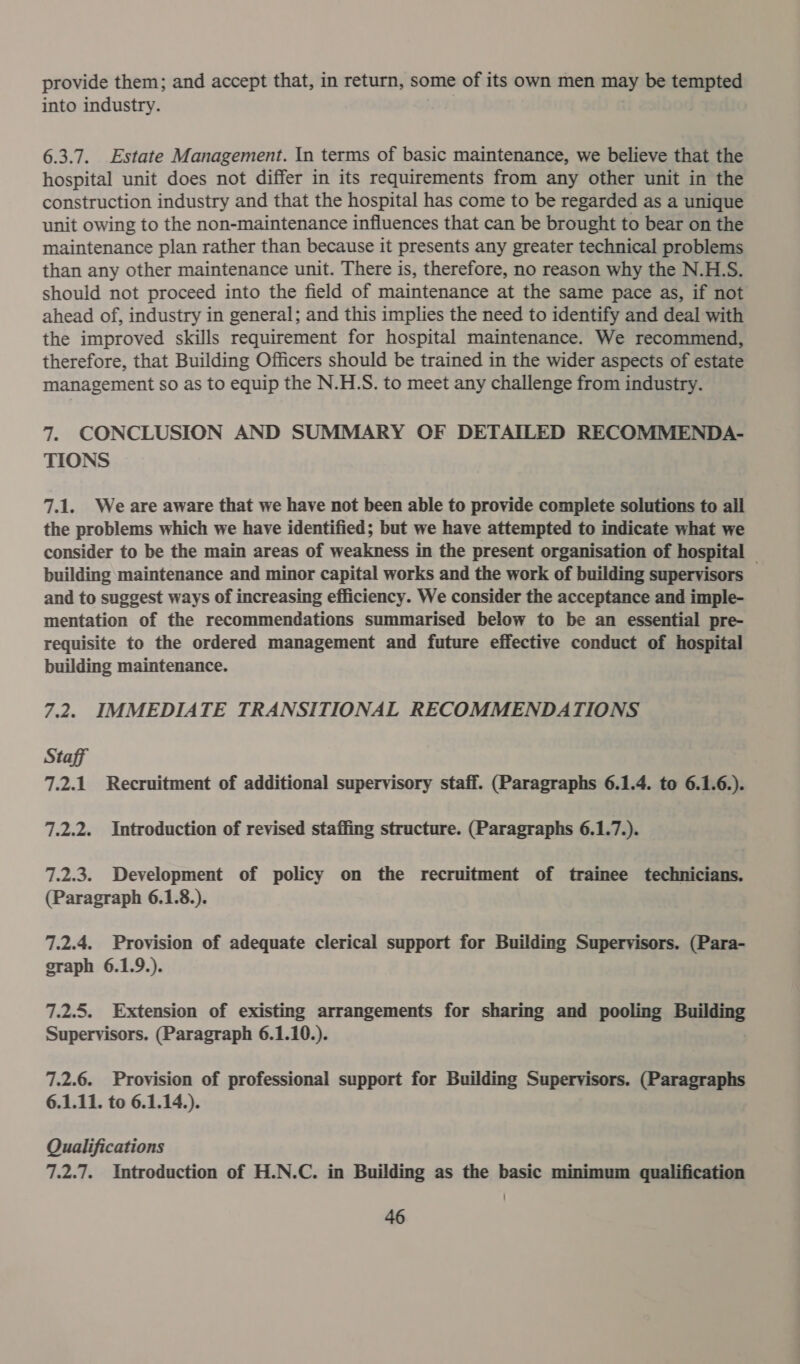 provide them; and accept that, in return, some of its own men may be tempted
into industry.
6.3.7. Estate Management. In terms of basic maintenance, we believe that the
hospital unit does not differ in its requirements from any other unit in the
construction industry and that the hospital has come to be regarded as a unique
unit owing to the non-maintenance influences that can be brought to bear on the
maintenance plan rather than because it presents any greater technical problems
than any other maintenance unit. There is, therefore, no reason why the N.H.S.
should not proceed into the field of maintenance at the same pace as, if not
ahead of, industry in general; and this implies the need to identify and deal with
the improved skills requirement for hospital maintenance. We recommend,
therefore, that Building Officers should be trained in the wider aspects of estate
management so as to equip the N.H.S. to meet any challenge from industry.
7. CONCLUSION AND SUMMARY OF DETAILED RECOMMENDA-
TIONS
7.1. We are aware that we have not been able to provide complete solutions to all
the problems which we have identified; but we have attempted to indicate what we
consider to be the main areas of weakness in the present organisation of hospital
building maintenance and minor capital works and the work of building supervisors
and to suggest ways of increasing efficiency. We consider the acceptance and imple-
mentation of the recommendations summarised below to be an essential pre-
requisite to the ordered management and future effective conduct of hospital
building maintenance.
7.2. IMMEDIATE TRANSITIONAL RECOMMENDATIONS
Staff
7.2.1 Recruitment of additional supervisory staff. (Paragraphs 6.1.4. to 6.1.6.).
7.2.2. Introduction of revised staffing structure. (Paragraphs 6.1.7.).
7.2.3. Development of policy on the recruitment of trainee technicians.
(Paragraph 6.1.8.).
7.2.4. Provision of adequate clerical support for Building Supervisors. (Para-
graph 6.1.9.).
7.2.5. Extension of existing arrangements for sharing and pooling Building
Supervisors. (Paragraph 6.1.10.).
7.2.6. Provision of professional support for Building Supervisors. (Paragraphs
6.1.11. to 6.1.14.).
Qualifications
7.2.7. Introduction of H.N.C. in Building as the basic minimum qualification
46